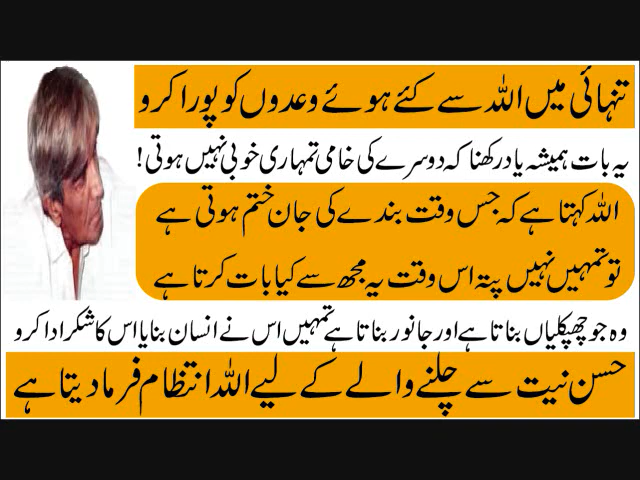 تنہائی میں اللہ سے کئے ہوئے وعدوں کو پورا کرو
یہ بات ہمیشہ یاد رکھنا کہ دوسرے کی خامی تمہاری خوبی نہیں ہوتی!
اللہ کہتا ہے کہ جس وقت بندے کی جان ختم ہوتی ہے
تو تمہیں نہیں پتہ اس وقت یہ مجھ سے کیا بات کرتا ہے
وہ جو چھپکلیاں بناتا ہے اور جانور بناتا ہے تمہیں اس نے انسان بنایا اس کا شکر ادا کرو
حسن نیت سے چلنے والے کے لیے اللہ انتظام فرما دیتا ہے